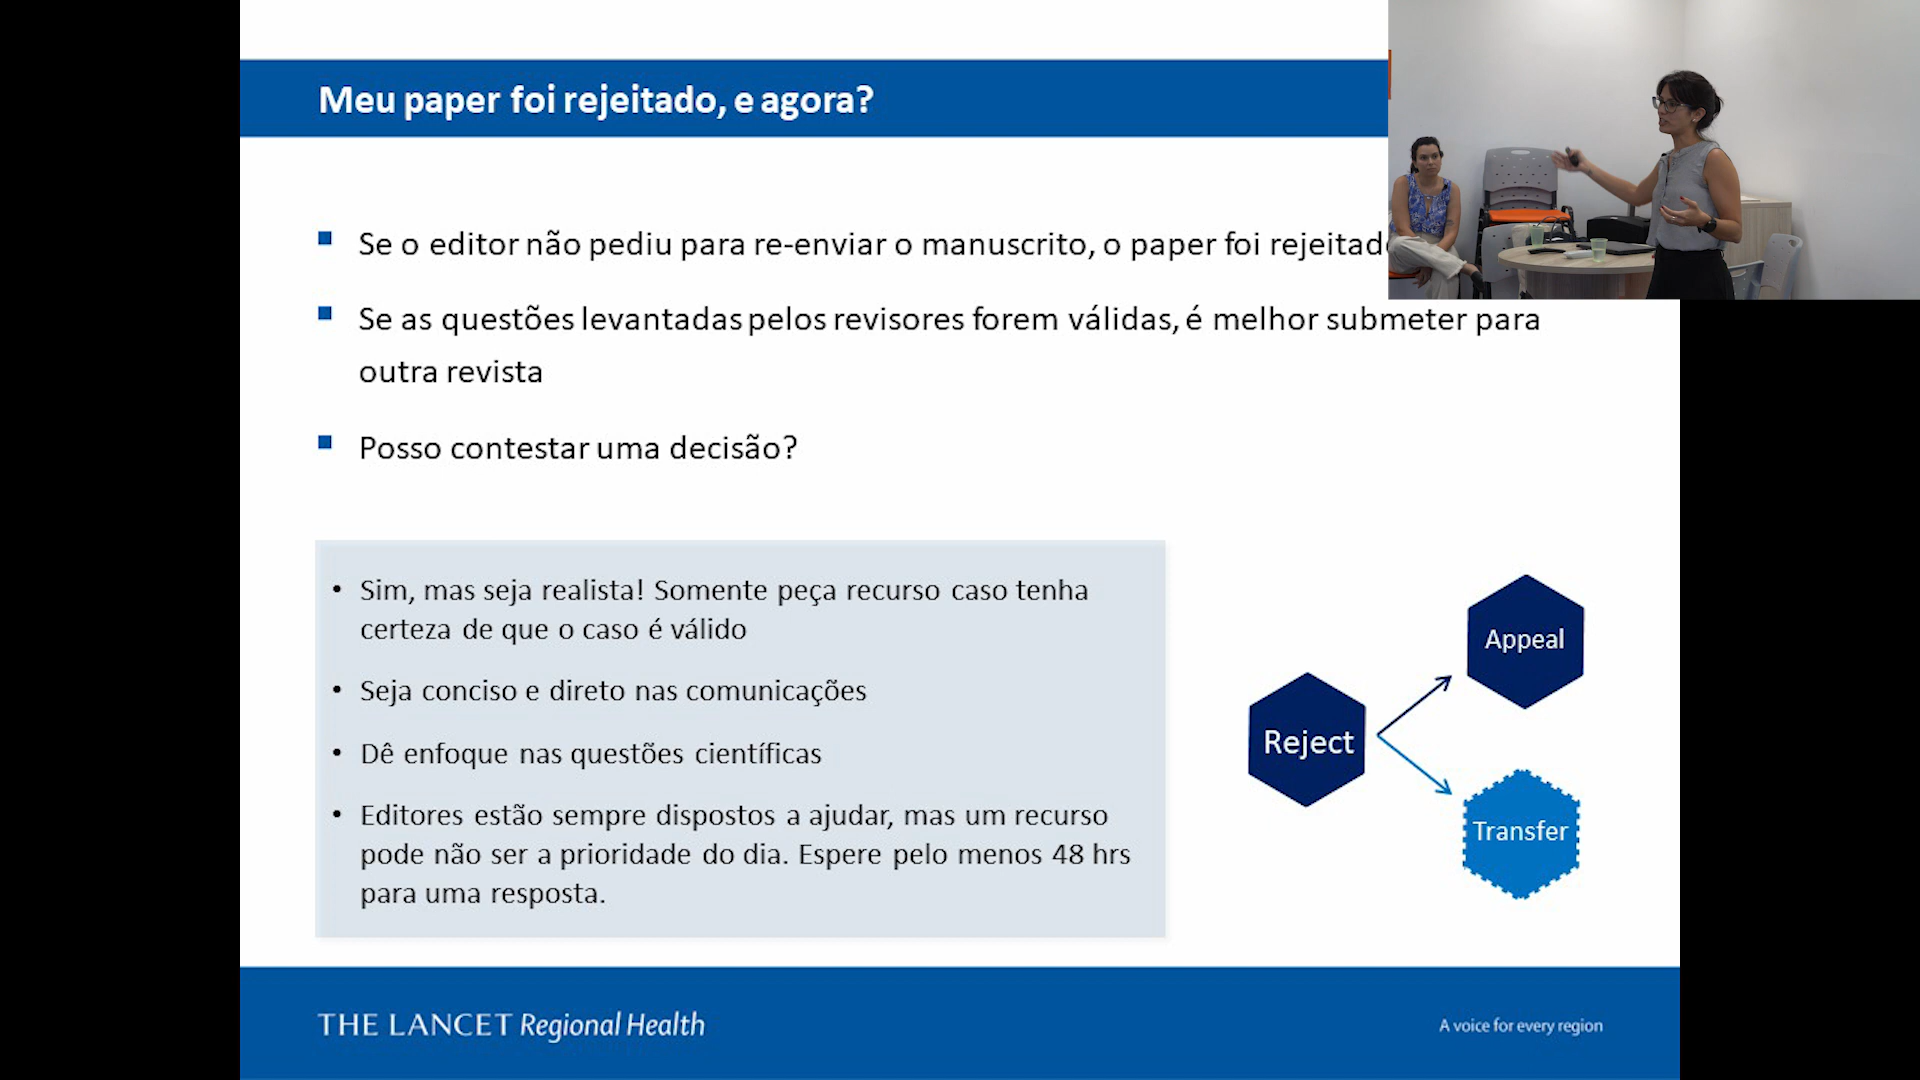 Meu paper foi rejeitado, e agora?
Se o editor não pediu para re-enviar o manuscrito, o paper foi
Se as questões levantadas pelos revisores forem válidas, é melhor submeter para
outra revista
Posso contestar uma decisão?
• Sim, mas seja realista! Somente peça recurso caso tenha
certeza de que o caso é válido
• Seja conciso e direto nas comunicações
• Dê enfoque nas questões científicas
• Editores estão sempre dispostos a ajudar, mas um recurso
pode não ser a prioridade do dia. Espere pelo menos 48 hrs
para uma resposta.
Appeal
Reject
Transfer
THE LANCET Regional Health
A voice for every region